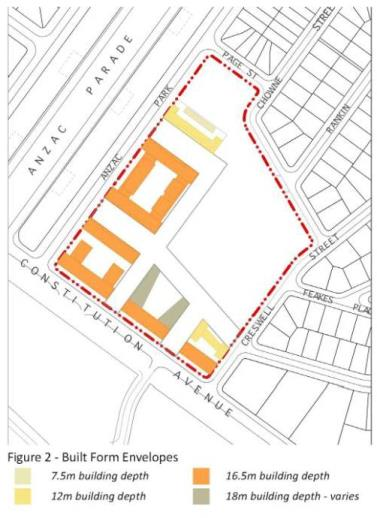 PAGE ST
CHOWNE
STREET
RANKIN
ANZAC PARADE
ANZAC PARK
STREET
FEAKES PLA
CRESWELL
CONSTITUTION AVENUE
Figure 2 - Built Form Envelopes
7.5m building depth
16.5m building depth
12m building depth
18m building depth - varies